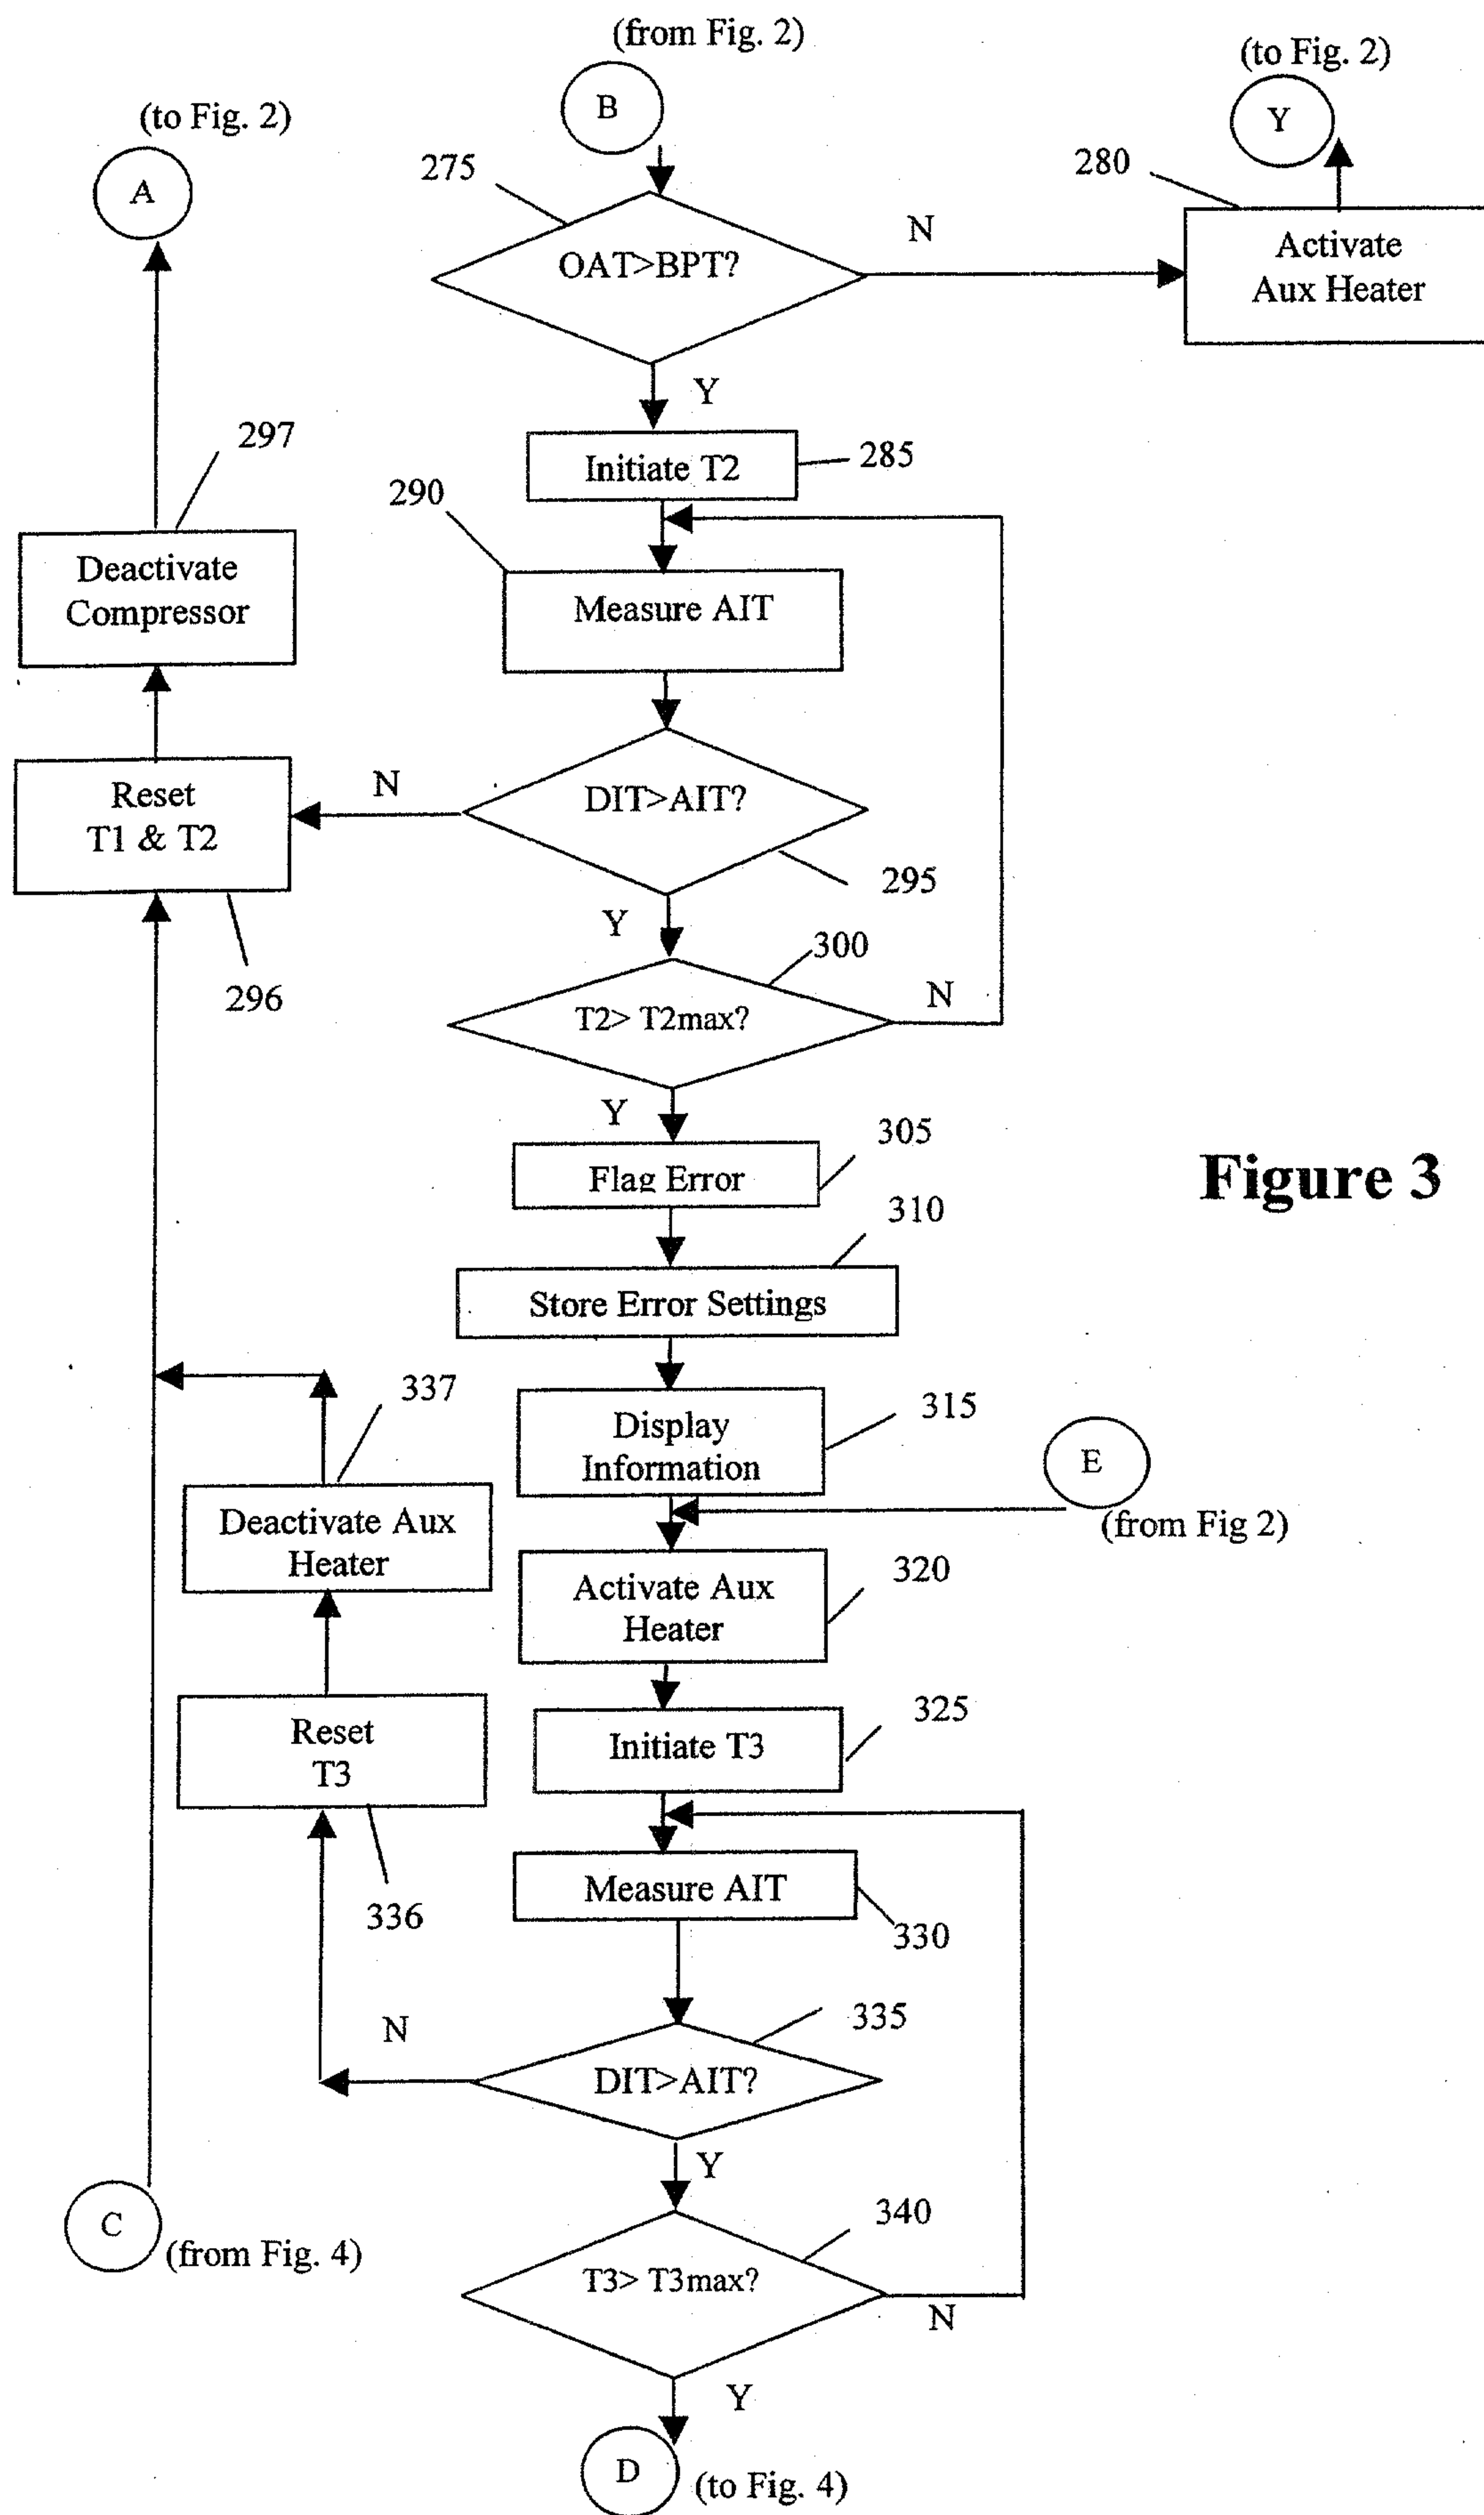 (from Fig. 2)
(to Fig. 2)
(to Fig. 2)
B
Y
A
275
280
OAT>BPT?
N
Activate
Aux Heater
Y
297
Initiate T2
285
290
Deactivate
Compressor
Measure AIT
Reset
T1 & T2
N
DIT>AIT?
295
Y
300
296
T2> T2max?
N
Y
305
Flag Error
Figure 3
310
Store Error Settings
337
Display
Information
315
E
(from Fig 2)
Deactivate Aux
Heater
Activate Aux
Heater
320
325
Reset
T3
Initiate T3
336
Measure AIT
330
335
N
DIT>AIT?
Y
340
C
(from Fig. 4)
T3> T3max?
N
Y
D
(to Fig. 4)